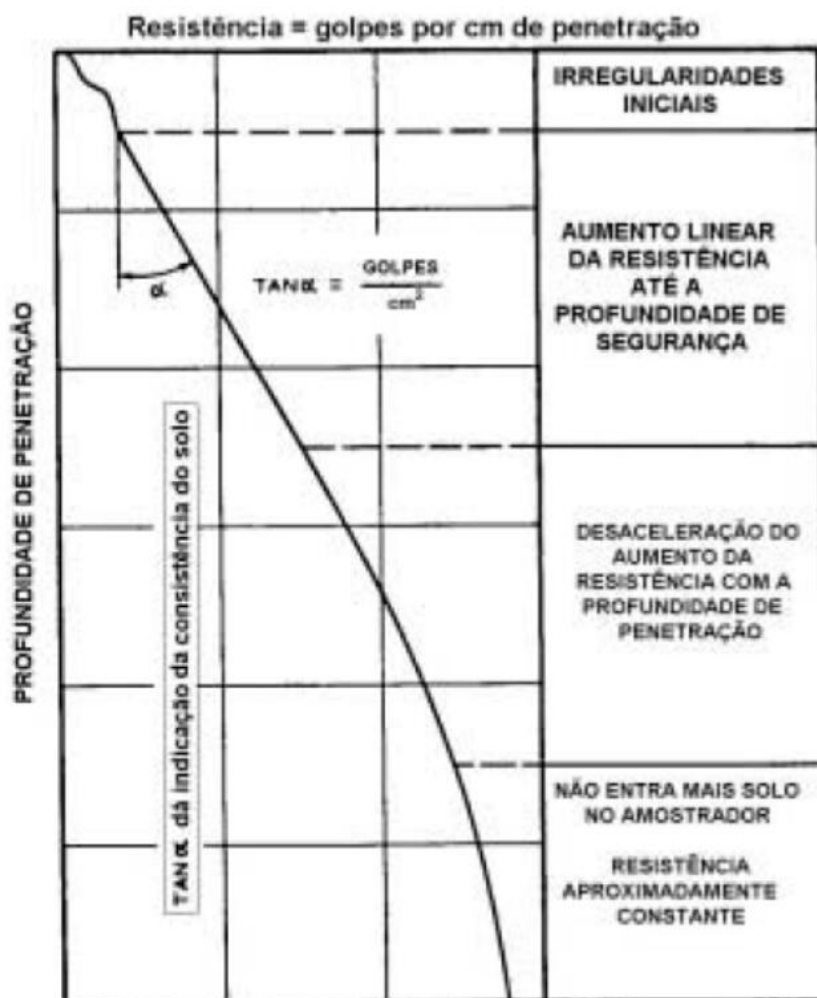 Resistência = golpes por cm de penetração
IRREGULARIDADES
INICIAIS
AUMENTO LINEAR
DA RESISTÊNCIA
ATÉ A
PROFUNDIDADE DE
SEGURANÇA
α
TAN α = GOLPES
cm²
PROFUNDIDADE DE PENETRAÇÃO
TAN α dá indicação da consistência do solo
DESACELERAÇÃO DO
AUMENTO DA
RESISTÊNCIA COM A
PROFUNDIDADE DE
PENETRAÇÃO
NÃO ENTRA MAIS SOLO
NO AMOSTRADOR
RESISTÊNCIA
APROXIMADAMENTE
CONSTANTE